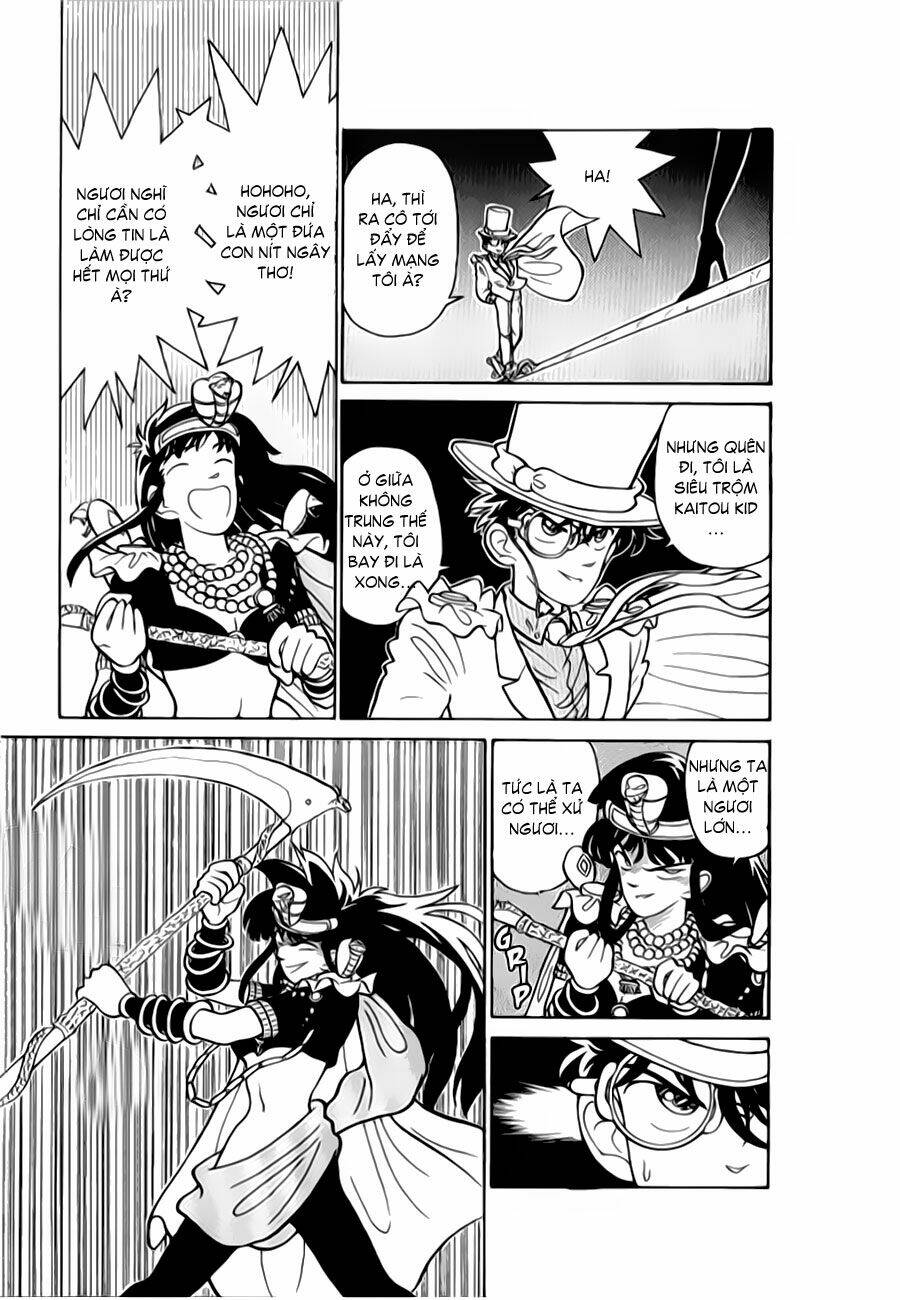 HA!
HA, THÌ
RA CÔ TỚI
ĐẨY ĐỂ
LẤY MẠNG
TÔI À?
NHƯNG QUÊN
ĐI, TÔI LÀ
SIÊU TRỘM
KAITOU KID
...
Ở GIỮA
KHÔNG
TRUNG THẾ
NÀY, TÔI
BAY ĐI LÀ
XONG...
HOHOHO,
NGƯƠI CHỈ
LÀ MỘT ĐỨA
CON NÍT NGÂY
THƠ!
NGƯƠI NGHĨ
CHỈ CẦN CÓ
LÒNG TIN LÀ
LÀM ĐƯỢC
HẾT MỌI THỨ
À?
NHƯNG TA
LÀ MỘT
NGƯƠI
LỚN...
TỨC LÀ TA
CÓ THỂ XỬ
NGƯƠI...
GRIP